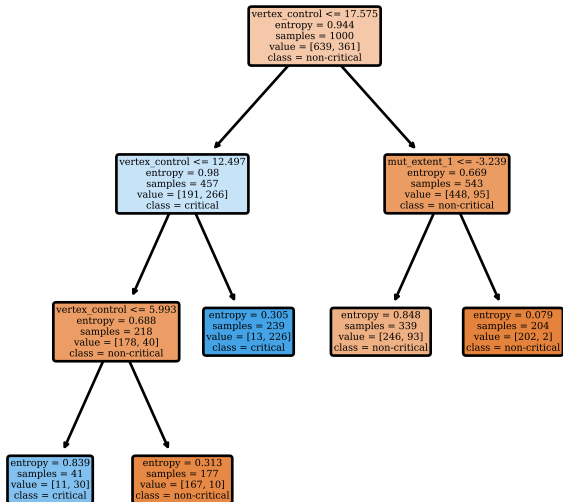 vertex_control <= 17.575
entropy = 0.944
samples = 1000
value = [639, 361]
class = non-critical
vertex_control <= 12.497
entropy = 0.98
samples = 457
value = [191, 266]
class = critical
mut_extent_1 <= -3.239
entropy = 0.669
samples = 543
value = [448, 95]
class = non-critical
vertex_control <= 5.993
entropy = 0.688
samples = 218
value = [178, 40]
class = non-critical
entropy = 0.305
samples = 239
value = [13, 226]
class = critical
entropy = 0.848
samples = 339
value = [246, 93]
class = non-critical
entropy = 0.079
samples = 204
value = [202, 2]
class = non-critical
entropy = 0.839
samples = 41
value = [11, 30]
class = critical
entropy = 0.313
samples = 177
value = [167, 10]
class = non-critical